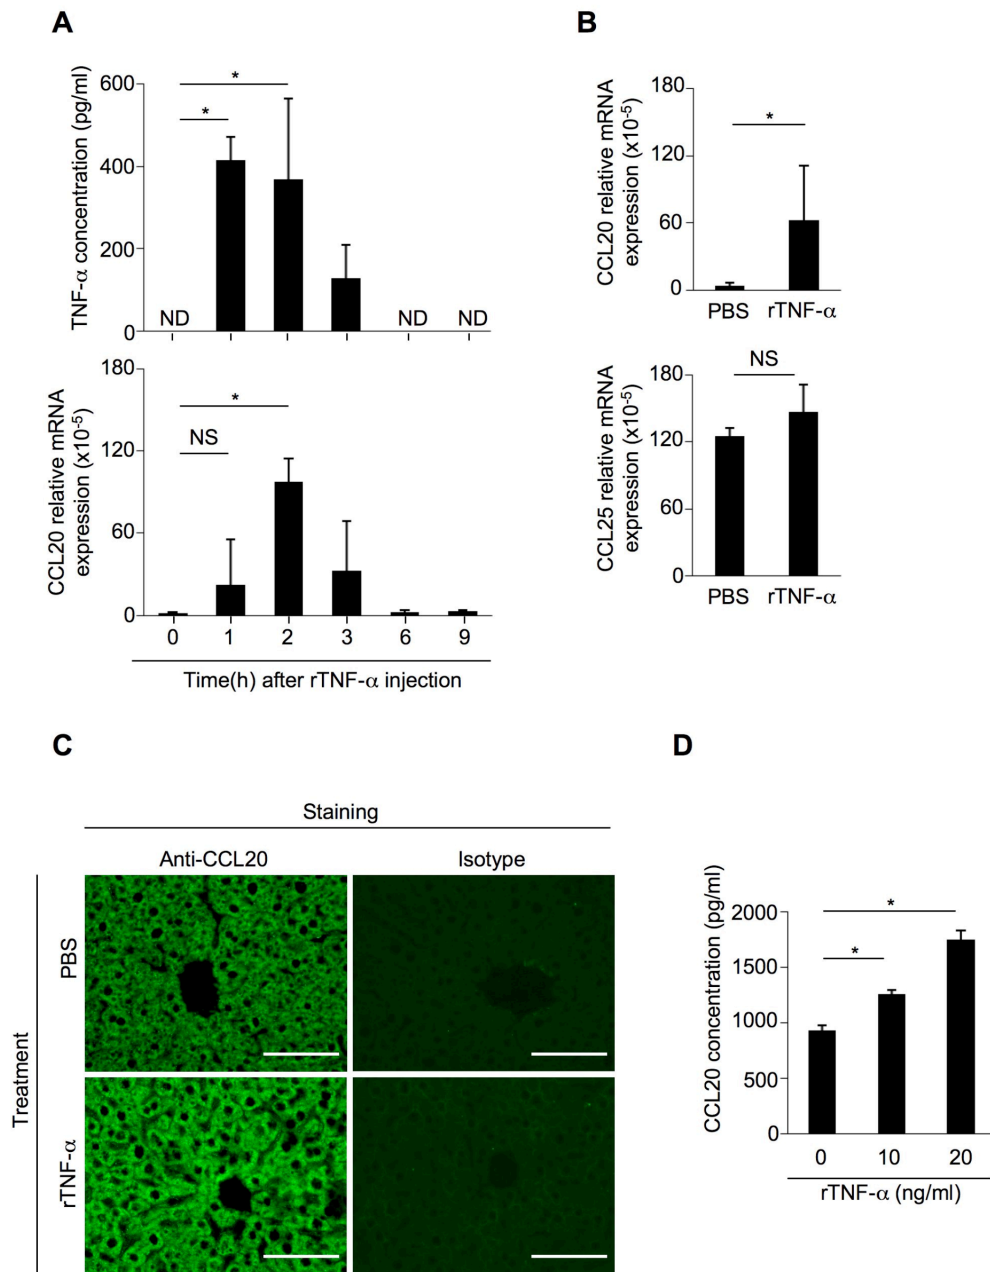 A
TNF-α concentration (pg/ml)
600
400
200
0
*
*
ND
ND
ND
CCL20 relative mRNA
expression (x10-5)
180
120
60
0
*
NS
0 1 2 3 6 9
Time(h) after rTNF-α injection
B
CCL20 relative mRNA
expression (x10-5)
180
120
60
0
*
PBS rTNF-α
CCL25 relative mRNA
expression (x10-5)
180
120
60
0
NS
PBS rTNF-α
C
Staining
Anti-CCL20 Isotype
Treatment
PBS
rTNF-α
D
CCL20 concentration (pg/ml)
2000
1500
1000
500
0
*
*
0 10 20
rTNF-α (ng/ml)